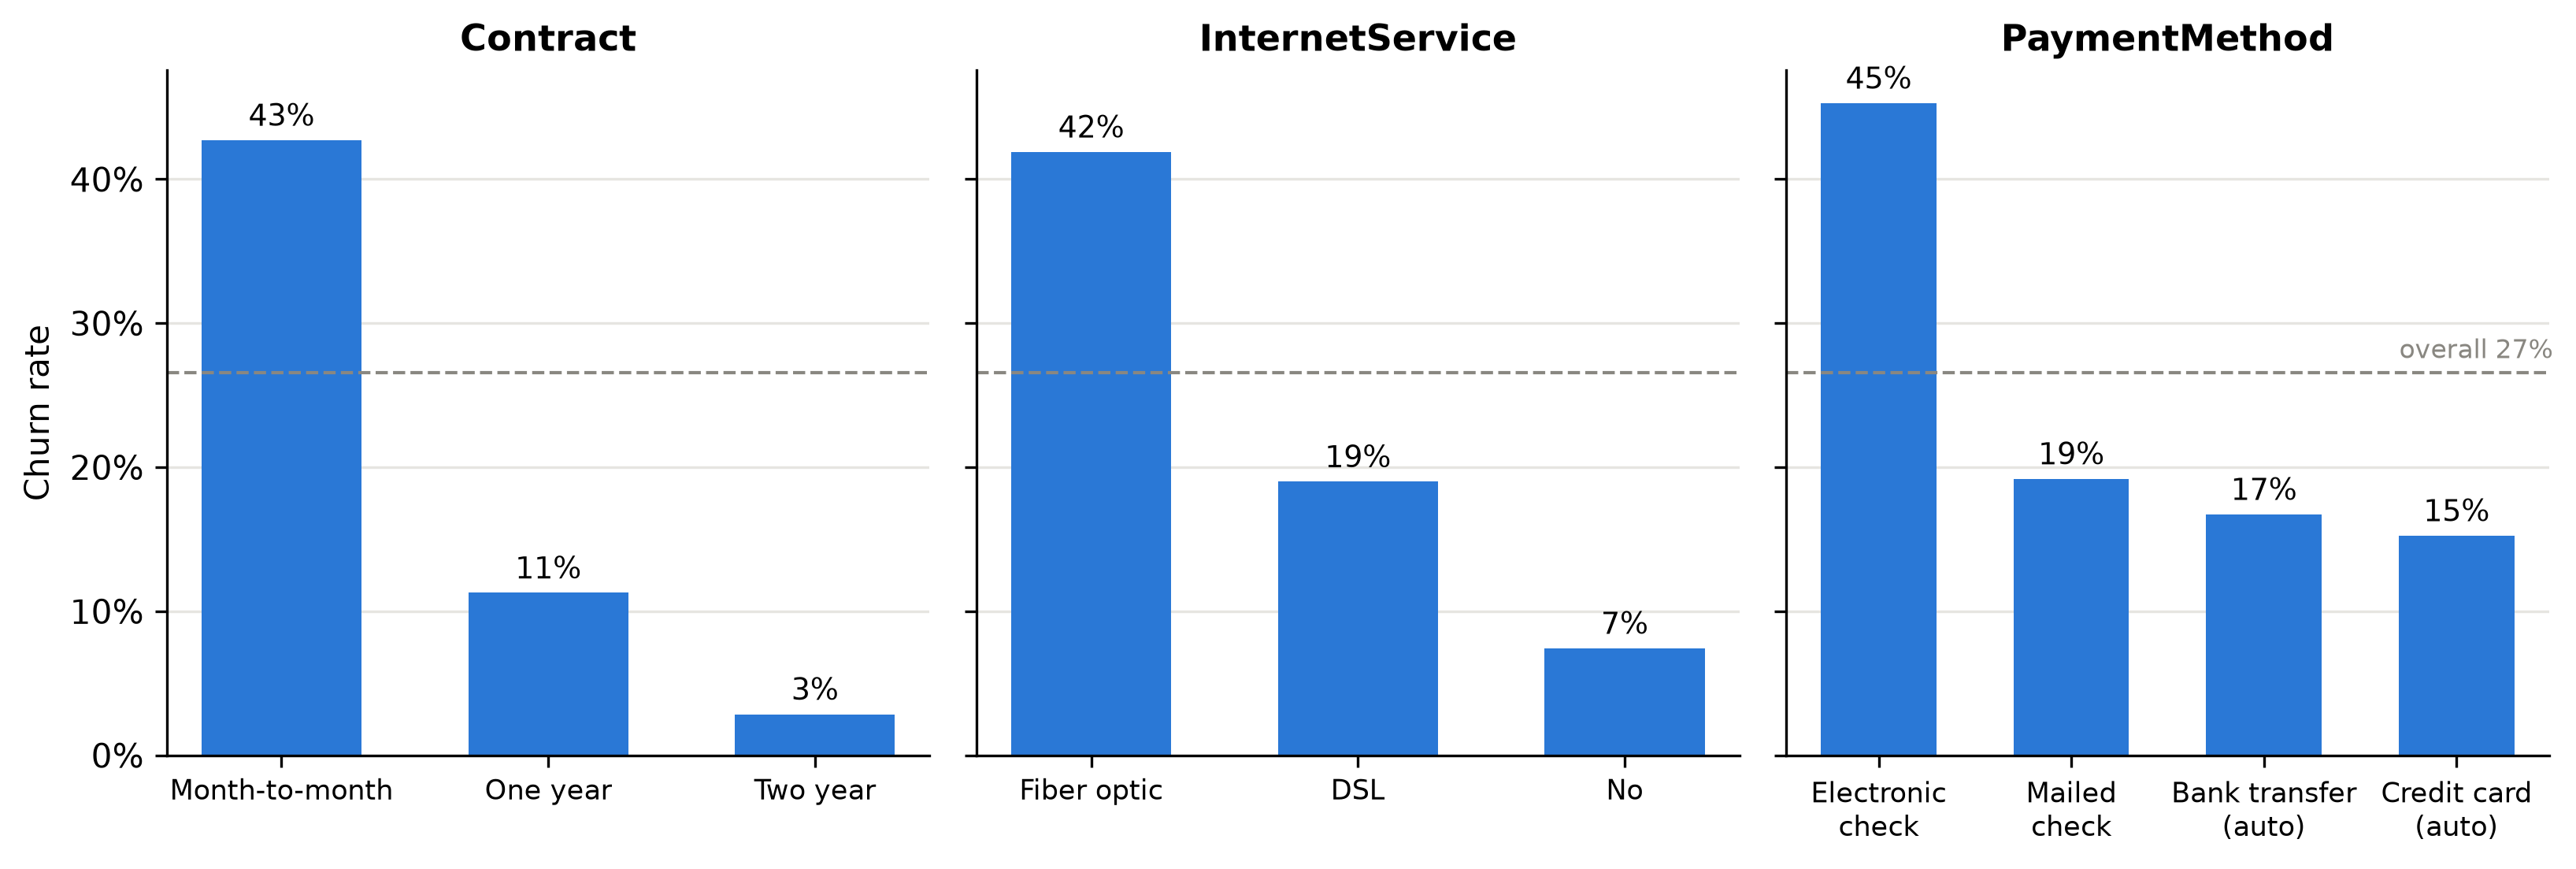 Contract
InternetService
PaymentMethod
Churn rate
40%
30%
20%
10%
0%
43%
11%
3%
Month-to-month
One year
Two year
42%
19%
7%
Fiber optic
DSL
No
45%
19%
17%
15%
overall 27%
Electronic
check
Mailed
check
Bank transfer
(auto)
Credit card
(auto)